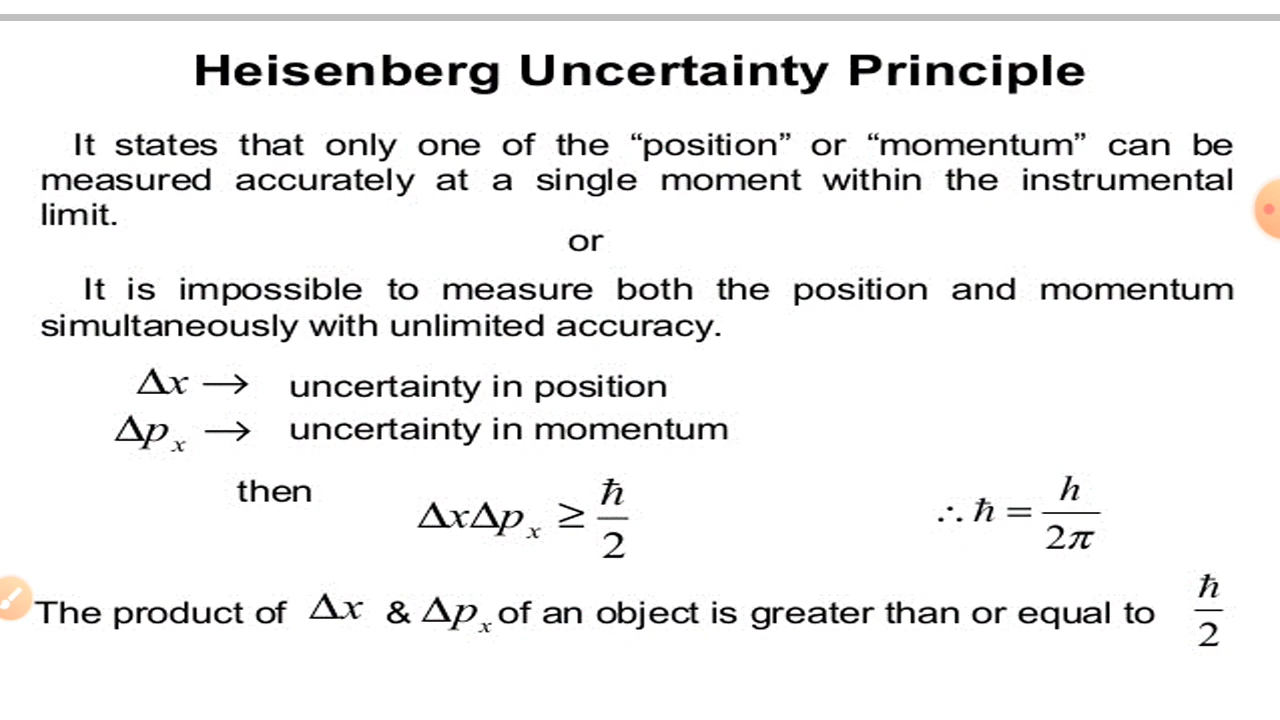 Heisenberg Uncertainty Principle
It states that only one of the “position” or “momentum” can be
measured accurately at a single moment within the instrumental
limit.
or
It is impossible to measure both the position and momentum
simultaneously with unlimited accuracy.
Δx → uncertainty in position
Δpₓ → uncertainty in momentum
then ΔxΔpₓ ≥ ħ/2 ∴ ħ = h/2π
The product of Δx & Δpₓ of an object is greater than or equal to ħ/2